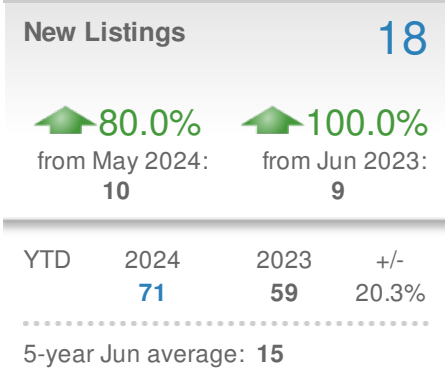 New Listings 18
80.0% 100.0%
from May 2024: from Jun 2023:
10 9
YTD 2024 2023 +/-
71 59 20.3%
5-year Jun average: 15